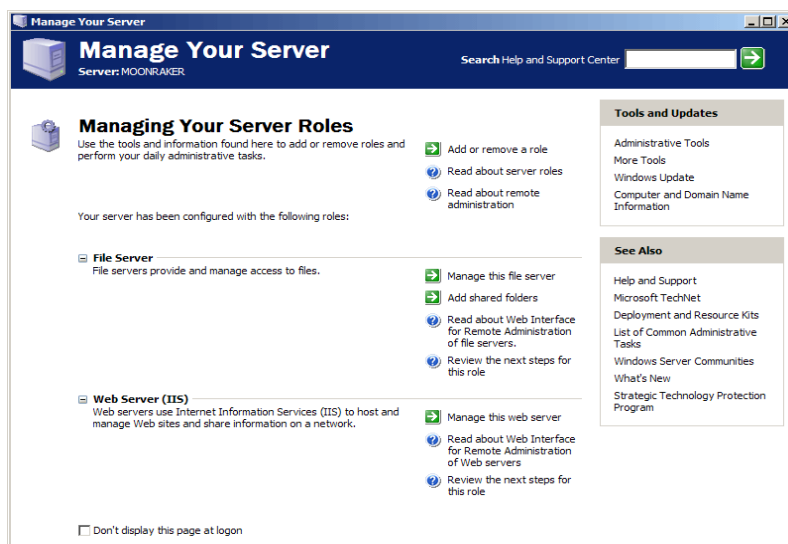 Manage Your Server
Manage Your Server
Server: MOONRAKER
Search Help and Support Center
Managing Your Server Roles
Use the tools and information found here to add or remove roles and
perform your daily administrative tasks.
Add or remove a role
Read about server roles
Read about remote
administration
Your server has been configured with the following roles:
File Server
File servers provide and manage access to files.
Manage this file server
Add shared folders
Read about Web Interface
for Remote Administration
of file servers.
Review the next steps for
this role
Web Server (IIS)
Web servers use Internet Information Services (IIS) to host and
manage Web sites and share information on a network.
Manage this web server
Read about Web Interface
for Remote Administration
of Web servers
Review the next steps for
this role
Don't display this page at logon
Tools and Updates
Administrative Tools
More Tools
Windows Update
Computer and Domain Name
Information
See Also
Help and Support
Microsoft TechNet
Deployment and Resource Kits
List of Common Administrative
Tasks
Windows Server Communities
What's New
Strategic Technology Protection
Program